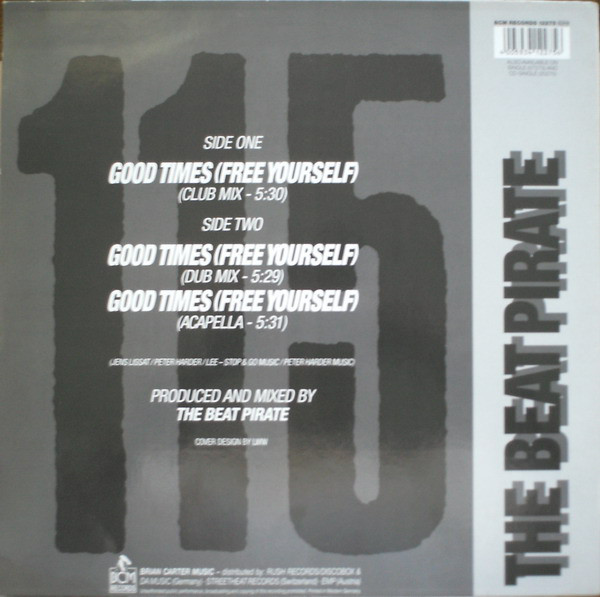 115
SIDE ONE
GOOD TIMES (FREE YOURSELF)
(CLUB MIX - 5:30)
SIDE TWO
GOOD TIMES (FREE YOURSELF)
(DUB MIX - 5:29)
GOOD TIMES (FREE YOURSELF)
(ACAPELLA - 5:31)
(JENS LISSAT / PETER HARDER / LEE – STOP & GO MUSIC / PETER HARDER MUSIC)
PRODUCED AND MIXED BY
THE BEAT PIRATE
COVER DESIGN BY
BCM
RECORDS
BRIAN CARTER MUSIC – distributed by: RUSH RECORDS/DISCOBOX &
DA MUSIC (Germany) · STREETHEAT RECORDS (Switzerland) · EMP (Austria)
BCM RECORDS
THE BEAT PIRATE